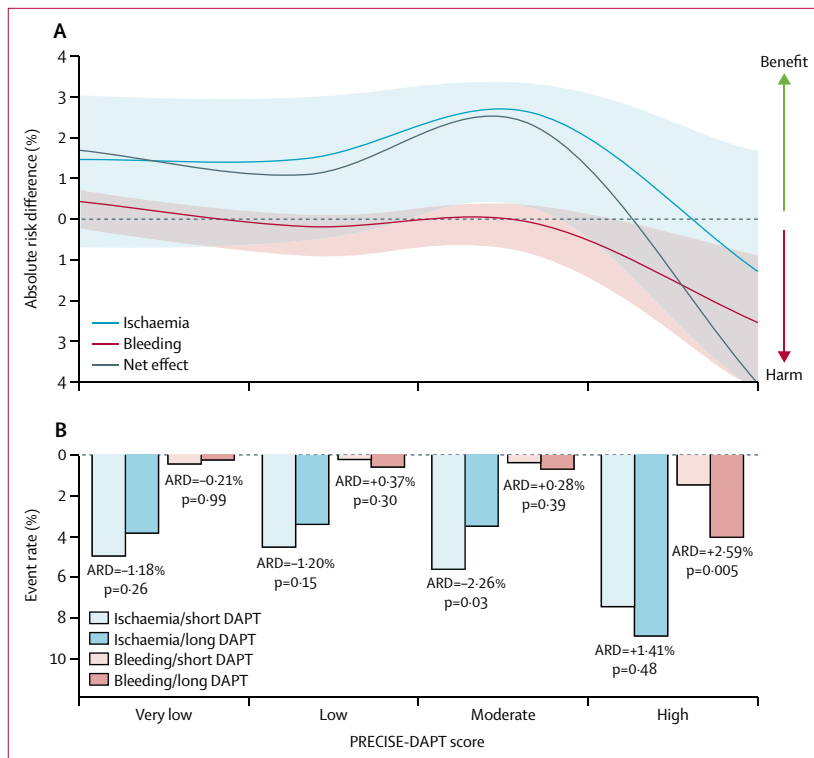 A
4
3
2
1
0
1
2
3
4
Absolute risk difference (%)
Ischaemia
Bleeding
Net effect
Benefit
Harm
B
0
2
4
6
8
10
Event rate (%)
ARD=–1·18%
p=0·26
ARD=–0·21%
p=0·99
ARD=–1·20%
p=0·15
ARD=+0·37%
p=0·30
ARD=–2·26%
p=0·03
ARD=+0·28%
p=0·39
ARD=+1·41%
p=0·48
ARD=+2·59%
p=0·005
Ischaemia/short DAPT
Ischaemia/long DAPT
Bleeding/short DAPT
Bleeding/long DAPT
Very low
Low
Moderate
High
PRECISE-DAPT score